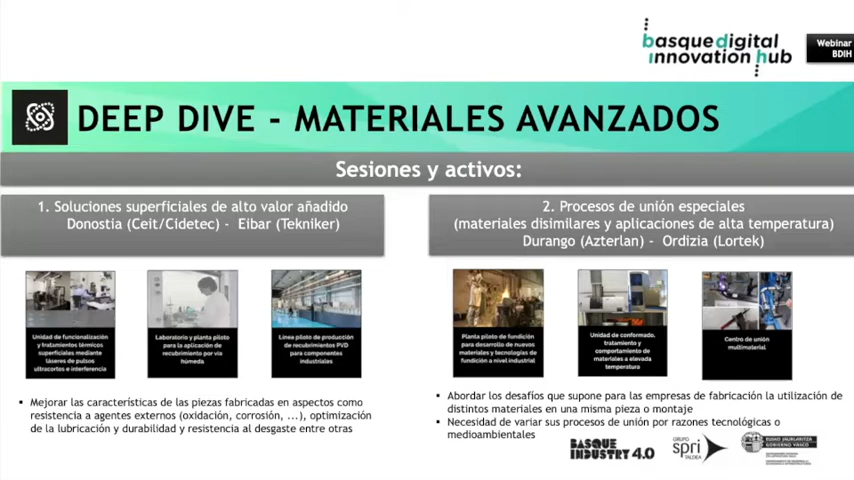 basque digital
innovation hub
Webinar
BDIH
DEEP DIVE - MATERIALES AVANZADOS
Sesiones y activos:
1. Soluciones superficiales de alto valor añadido
Donostia (Ceit/Cidetec) - Eibar (Tekniker)
2. Procesos de unión especiales
(materiales disimilares y aplicaciones de alta temperatura)
Durango (Azterlan) - Ordizia (Lortek)
Unidad de funcionalización
y tratamientos térmicos
superficiales mediante
láseres de pulsos
ultracortos e interferencia
Laboratorio y planta piloto
para la aplicación de
recubrimiento por vía
húmeda
Línea piloto de producción
de recubrimientos PVD
para componentes
industriales
Planta piloto de fundición
para desarrollo de nuevos
materiales y tecnologías
de fundición a nivel industrial
Unidad de conformado,
tratamiento y
comportamiento de
materiales a elevada
temperatura
Centro de unión
multimaterial
▪ Mejorar las características de las piezas fabricadas en aspectos como
resistencia a agentes externos (oxidación, corrosión, ...), optimización
de la lubricación y durabilidad y resistencia al desgaste entre otras
▪ Abordar los desafíos que supone para las empresas de fabricación la utilización de
distintos materiales en una misma pieza o montaje
▪ Necesidad de variar sus procesos de unión por razones tecnológicas o
medioambientales
BASQUE
INDUSTRY 4.0
GRUPO
spri
TALDEA
EUSKO JAURLARITZA
GOBIERNO VASCO